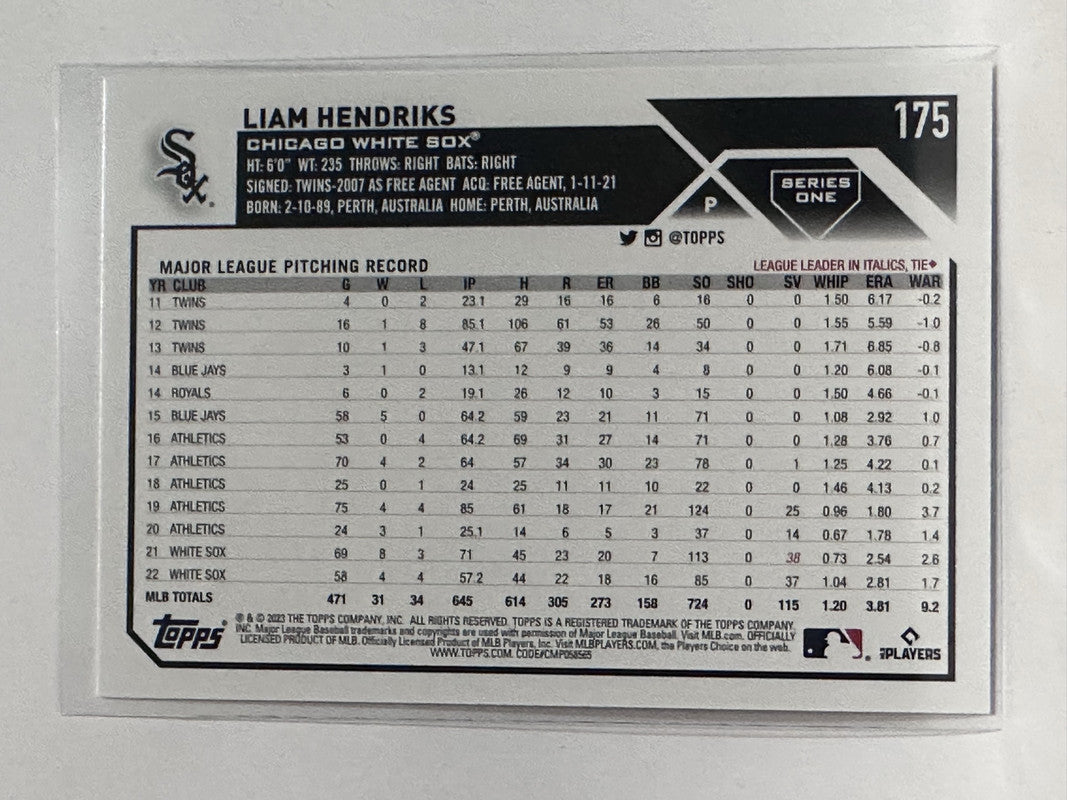 LIAM HENDRIKS
175
CHICAGO WHITE SOX®
HT: 6'0" WT: 235 THROWS: RIGHT BATS: RIGHT
SIGNED: TWINS-2007 AS FREE AGENT ACQ: FREE AGENT, 1-11-21
BORN: 2-10-89, PERTH, AUSTRALIA HOME: PERTH, AUSTRALIA
SOX
P
SERIES
ONE
@TOPPS
MAJOR LEAGUE PITCHING RECORD
LEAGUE LEADER IN ITALICS, TIE◆
YR CLUB G W L IP H R ER BB SO SHO SV WHIP ERA WAR
11 TWINS 4 0 2 23.1 29 16 16 6 16 0 0 1.50 6.17 -0.2
12 TWINS 16 1 8 85.1 106 61 53 26 50 0 0 1.55 5.59 -1.0
13 TWINS 10 1 3 47.1 67 39 36 14 34 0 0 1.71 6.85 -0.8
14 BLUE JAYS 3 1 0 13.1 12 9 9 4 8 0 0 1.20 6.08 -0.1
14 ROYALS 6 0 2 19.1 26 12 10 3 15 0 0 1.50 4.66 -0.1
15 BLUE JAYS 58 5 0 64.2 59 23 21 11 71 0 0 1.08 2.92 1.0
16 ATHLETICS 53 0 4 64.2 69 31 27 14 71 0 0 1.28 3.76 0.7
17 ATHLETICS 70 4 2 64 57 34 30 23 78 0 1 1.25 4.22 0.1
18 ATHLETICS 25 0 1 24 25 11 11 10 22 0 0 1.46 4.13 0.2
19 ATHLETICS 75 4 4 85 61 18 17 21 124 0 25 0.96 1.80 3.7
20 ATHLETICS 24 3 1 25.1 14 6 5 3 37 0 14 0.67 1.78 1.4
21 WHITE SOX 69 8 3 71 45 23 20 7 113 0 38 0.73 2.54 2.6
22 WHITE SOX 58 4 4 57.2 44 22 18 16 85 0 37 1.04 2.81 1.7
MLB TOTALS 471 31 34 645 614 305 273 158 724 0 115 1.20 3.81 9.2
Topps®
® & © 2023 THE TOPPS COMPANY, INC. ALL RIGHTS RESERVED. TOPPS IS A REGISTERED TRADEMARK OF THE TOPPS COMPANY,
INC. Major League Baseball trademarks and copyrights are used with permission of Major League Baseball. Visit MLB.com. OFFICIALLY
LICENSED PRODUCT OF MLB. Officially Licensed Product of MLB Players, Inc. Visit MLBPLAYERS.COM, the Players Choice on the web.
WWW.TOPPS.COM. CODE#CMP058525
PLAYERS